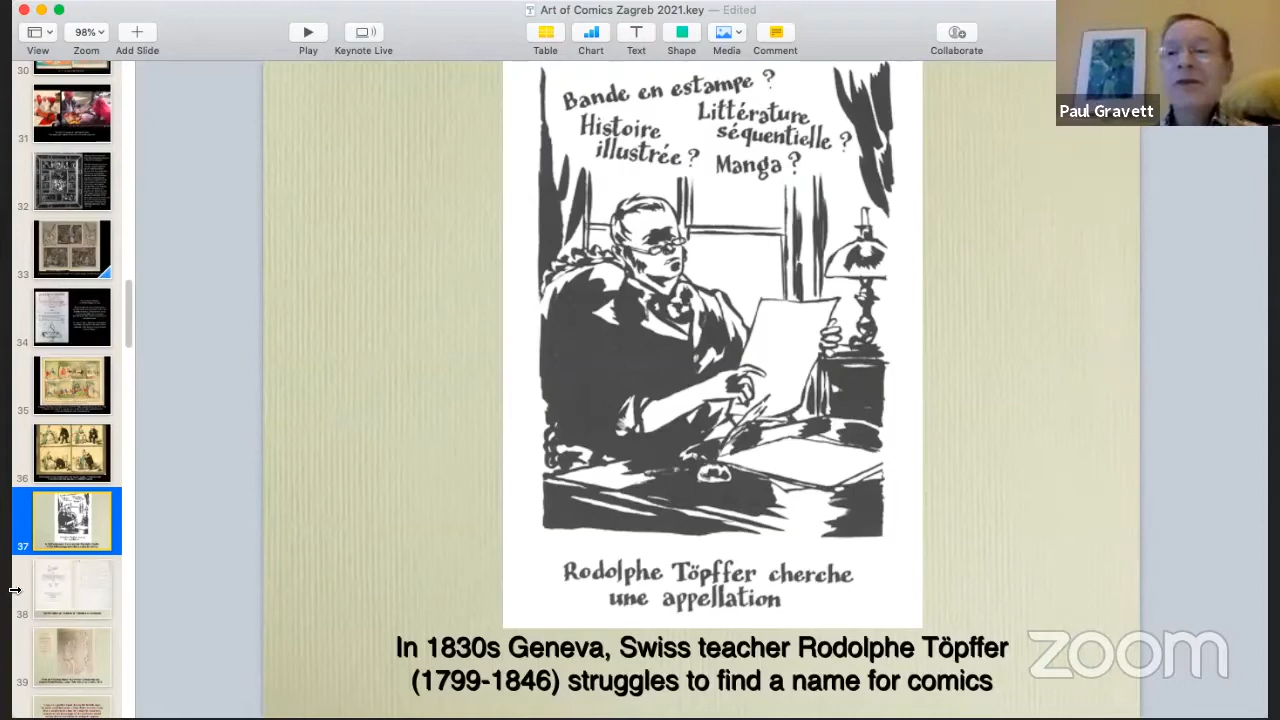 Art of Comics Zagreb 2021.key — Edited
98%
View
Zoom
Add Slide
Play
Keynote Live
Table
Chart
Text
Shape
Media
Comment
Collaborate
Paul Gravett
30
31
32
33
34
35
36
37
38
39
Bande en estampe ?
Littérature
séquentielle ?
Histoire
illustrée ?
Manga ?
Rodolphe Töpffer cherche
une appellation
In 1830s Geneva, Swiss teacher Rodolphe Töpffer
(1799-1846) struggles to find a name for comics
zoom